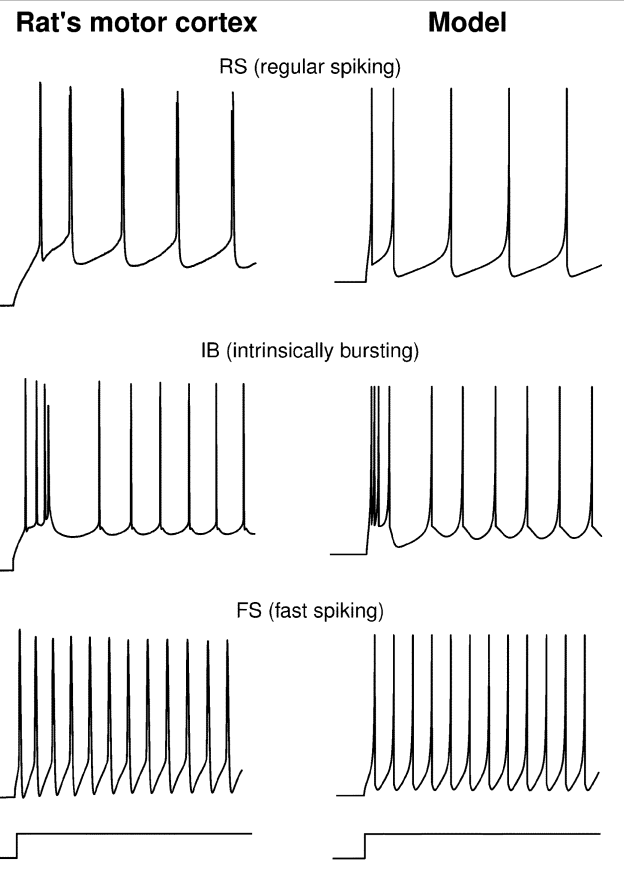 Rat's motor cortex
Model
RS (regular spiking)
IB (intrinsically bursting)
FS (fast spiking)